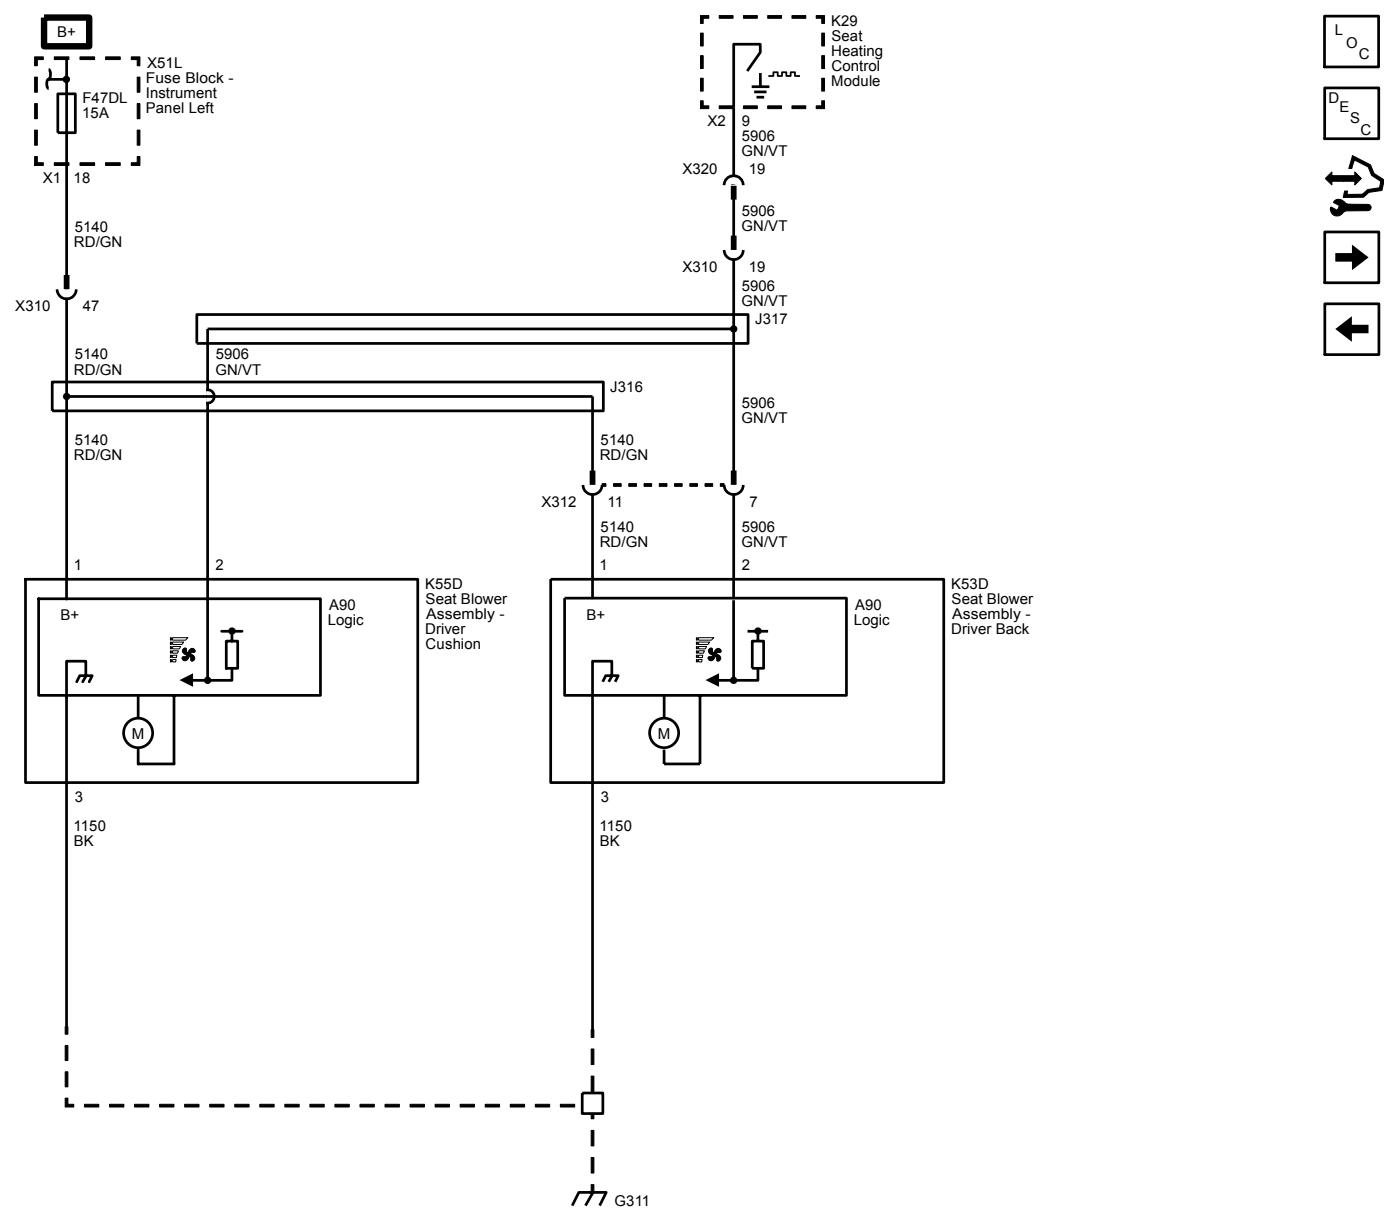 B+
X51L
Fuse Block -
Instrument
Panel Left
F47DL
15A
X1 18
5140
RD/GN
X310 47
5140
RD/GN
5906
GN/VT
J316
5140
RD/GN
5140
RD/GN
K29
Seat
Heating
Control
Module
X2 9
5906
GN/VT
X320 19
5906
GN/VT
X310 19
5906
GN/VT
J317
5906
GN/VT
X312 11 7
5140
RD/GN
5906
GN/VT
1 2
K55D
Seat Blower
Assembly -
Driver
Cushion
B+
A90
Logic
M
3
1150
BK
1 2
K53D
Seat Blower
Assembly -
Driver Back
B+
A90
Logic
M
3
1150
BK
G311
LOC
DESC